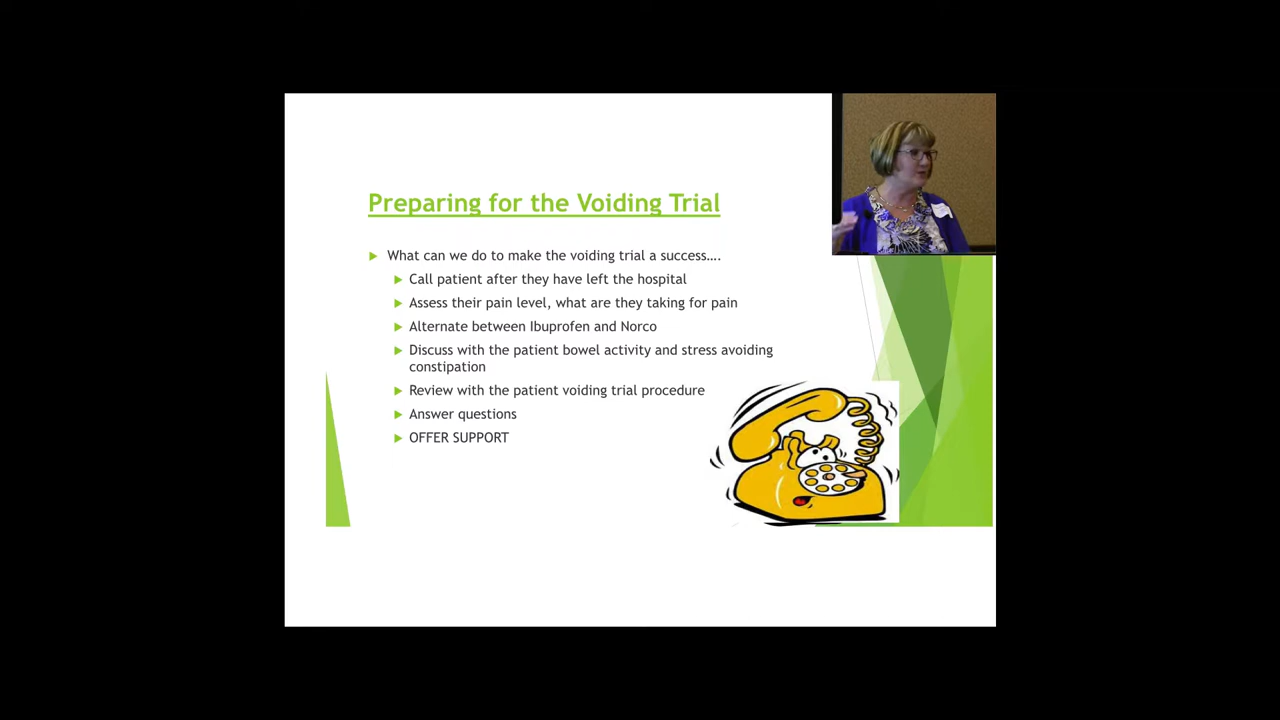 Preparing for the Voiding Trial
What can we do to make the voiding trial a success….
Call patient after they have left the hospital
Assess their pain level, what are they taking for pain
Alternate between Ibuprofen and Norco
Discuss with the patient bowel activity and stress avoiding
constipation
Review with the patient voiding trial procedure
Answer questions
OFFER SUPPORT